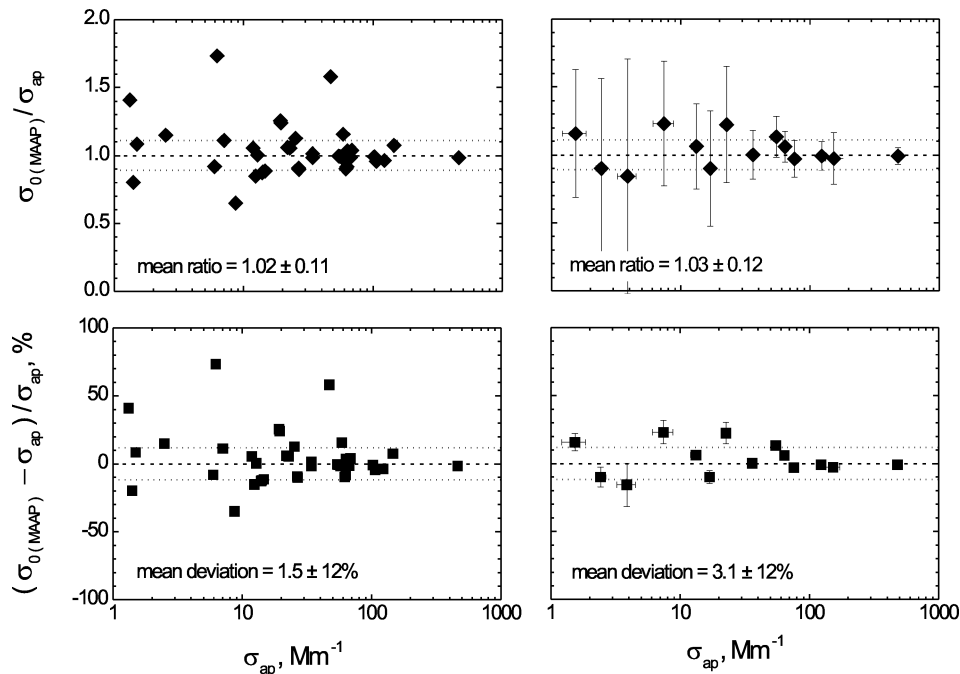 2.0
1.5
1.0
0.5
0.0
σ0 (MAAP) / σap
mean ratio = 1.02 ± 0.11
mean ratio = 1.03 ± 0.12
100
50
0
-50
-100
(σ0 (MAAP) − σap) / σap, %
mean deviation = 1.5 ± 12%
mean deviation = 3.1 ± 12%
1 10 100 1000
1 10 100 1000
σap, Mm-1
σap, Mm-1